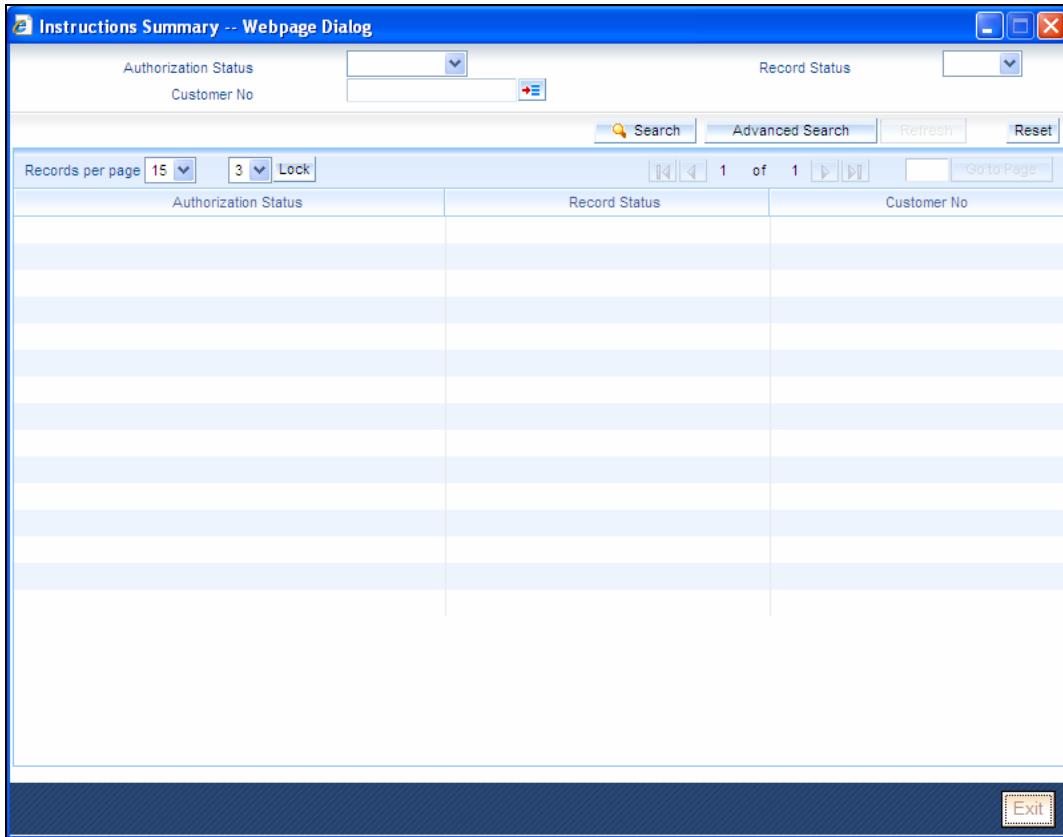 Instructions Summary -- Webpage Dialog
Authorization Status Record Status
Customer No
Search Advanced Search Refresh Reset
Records per page 15 3 Lock 1 of 1 Go to Page
Authorization Status Record Status Customer No
Exit